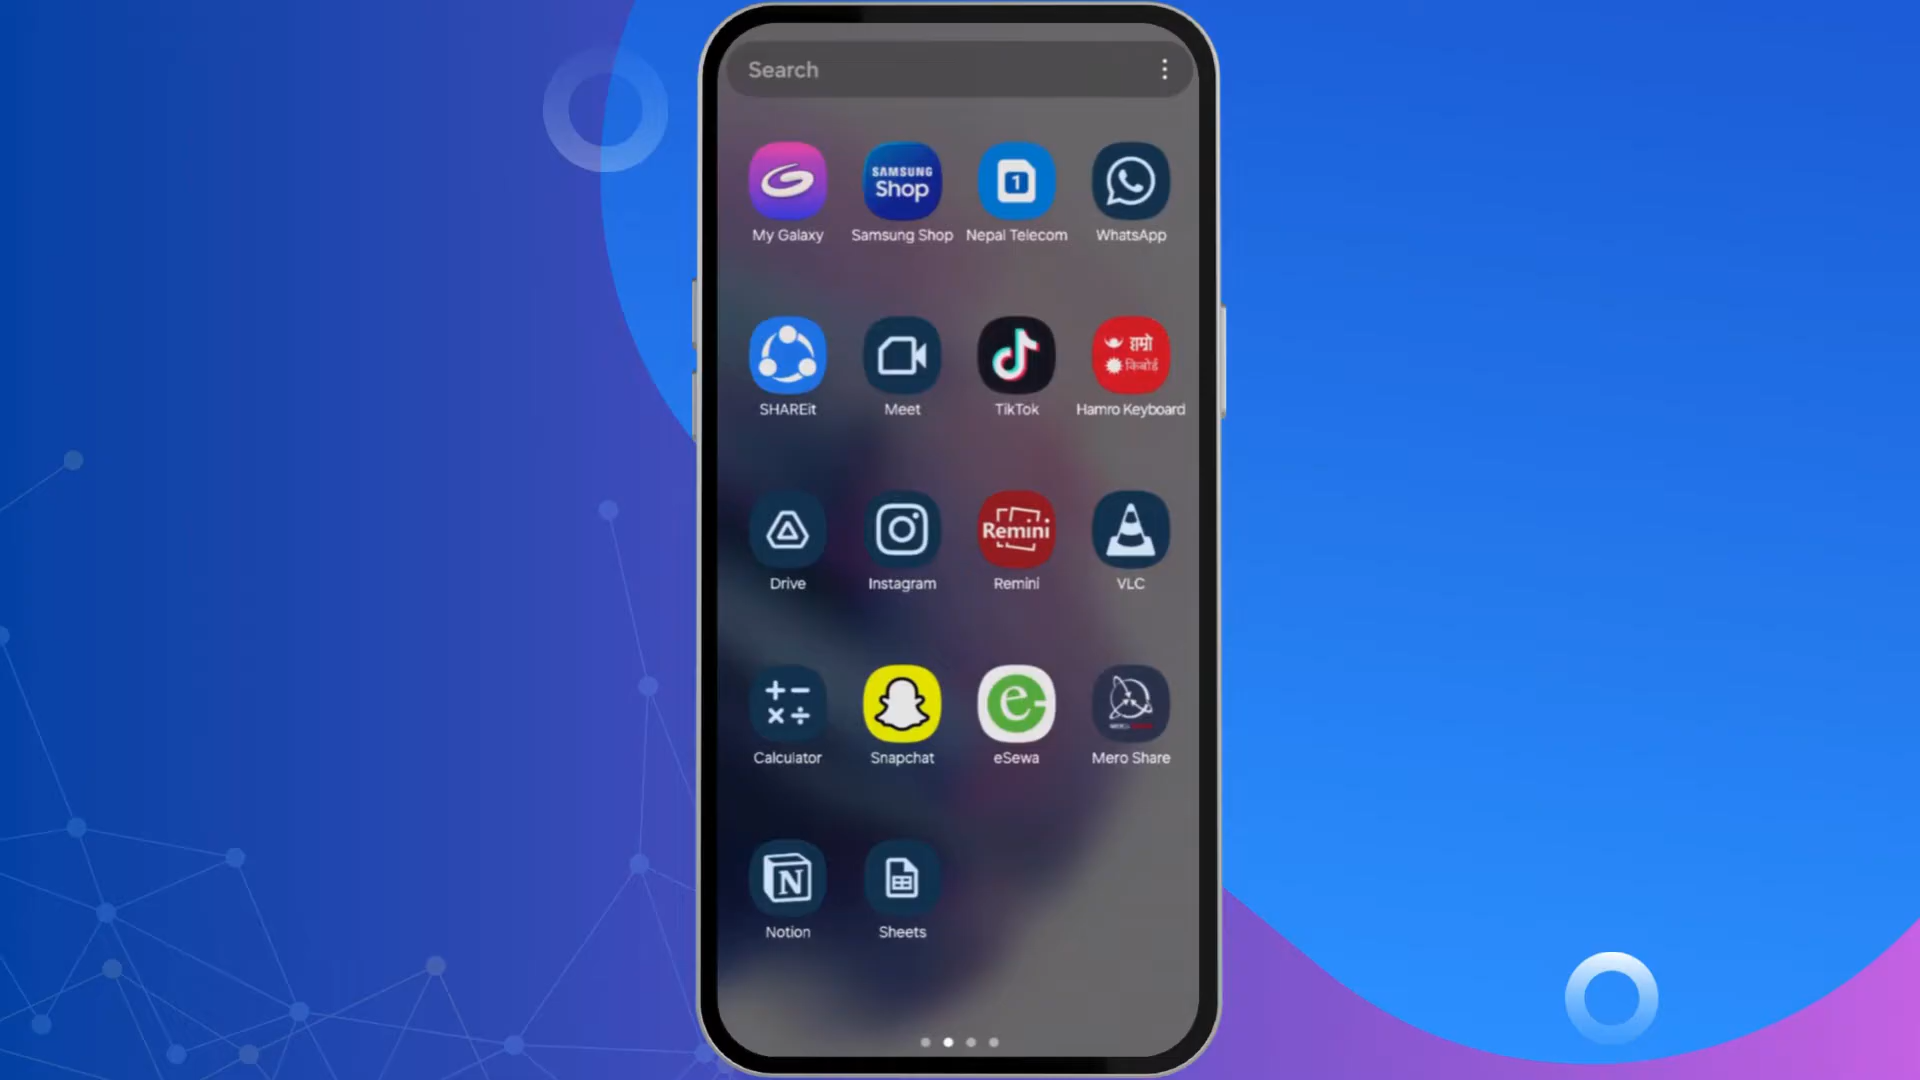 Search
SAMSUNG
Shop
1
My Galaxy
Samsung Shop
Nepal Telecom
WhatsApp
हाम्रो
किबोर्ड
SHAREit
Meet
TikTok
Hamro Keyboard
Remini
Drive
Instagram
Remini
VLC
e
Calculator
Snapchat
eSewa
Mero Share
N
Notion
Sheets